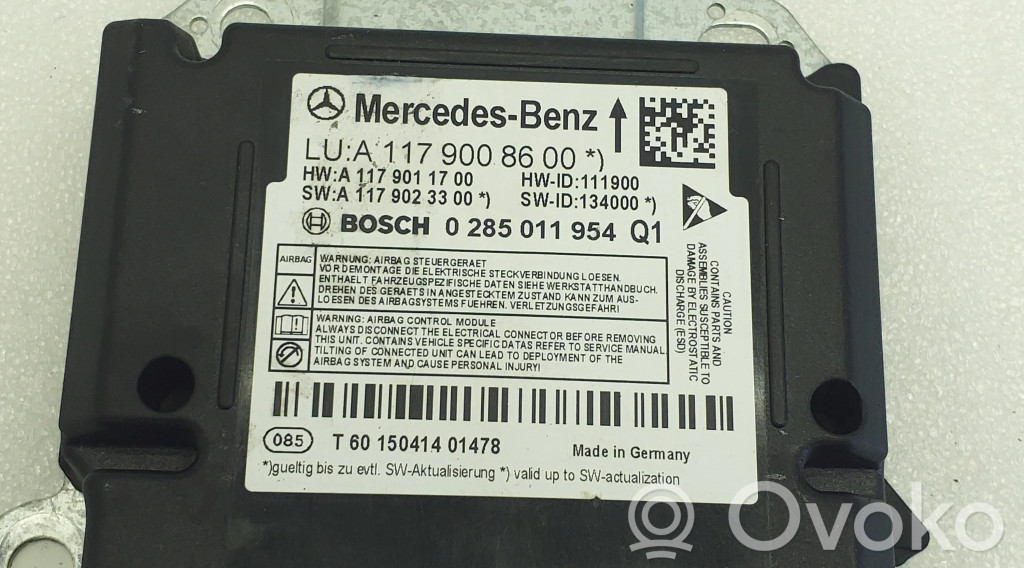 Mercedes-Benz
LU:A 117 900 86 00 *)
HW:A 117 901 17 00 HW-ID:111900
SW:A 117 902 33 00 *) SW-ID:134000 *)
BOSCH 0 285 011 954 Q1
AIRBAG
WARNUNG: AIRBAG STEUERGERAET
VOR DEMONTAGE DIE ELEKTRISCHE STECKVERBINDUNG LOESEN.
ENTHAELT FAHRZEUGSPEZIFISCHE DATEN SIEHE WERKSTATTHANDBUCH.
DREHEN DES GERAETS IN ANGESTECKTEM ZUSTAND KANN ZUM AUS-
LOESEN DES AIRBAGSYSTEMS FUEHREN. VERLETZUNGSGEFAHR!
WARNING: AIRBAG CONTROL MODULE
ALWAYS DISCONNECT THE ELECTRICAL CONNECTOR BEFORE REMOVING
THIS UNIT. CONTAINS VEHICLE SPECIFIC DATAS REFER TO SERVICE MANUAL.
TILTING OF CONNECTED UNIT CAN LEAD TO DEPLOYMENT OF THE
AIRBAG SYSTEM AND CAUSE PERSONAL INJURY!
CAUTION
CONTAINS PARTS AND
ASSEMBLIES SUSCEPTIBLE TO
DAMAGE BY ELECTROSTATIC
DISCHARGE (ESD)
085 T 60 150414 01478 Made in Germany
*)gueltig bis zu evtl. SW-Aktualisierung *) valid up to SW-actualization
Ovoko